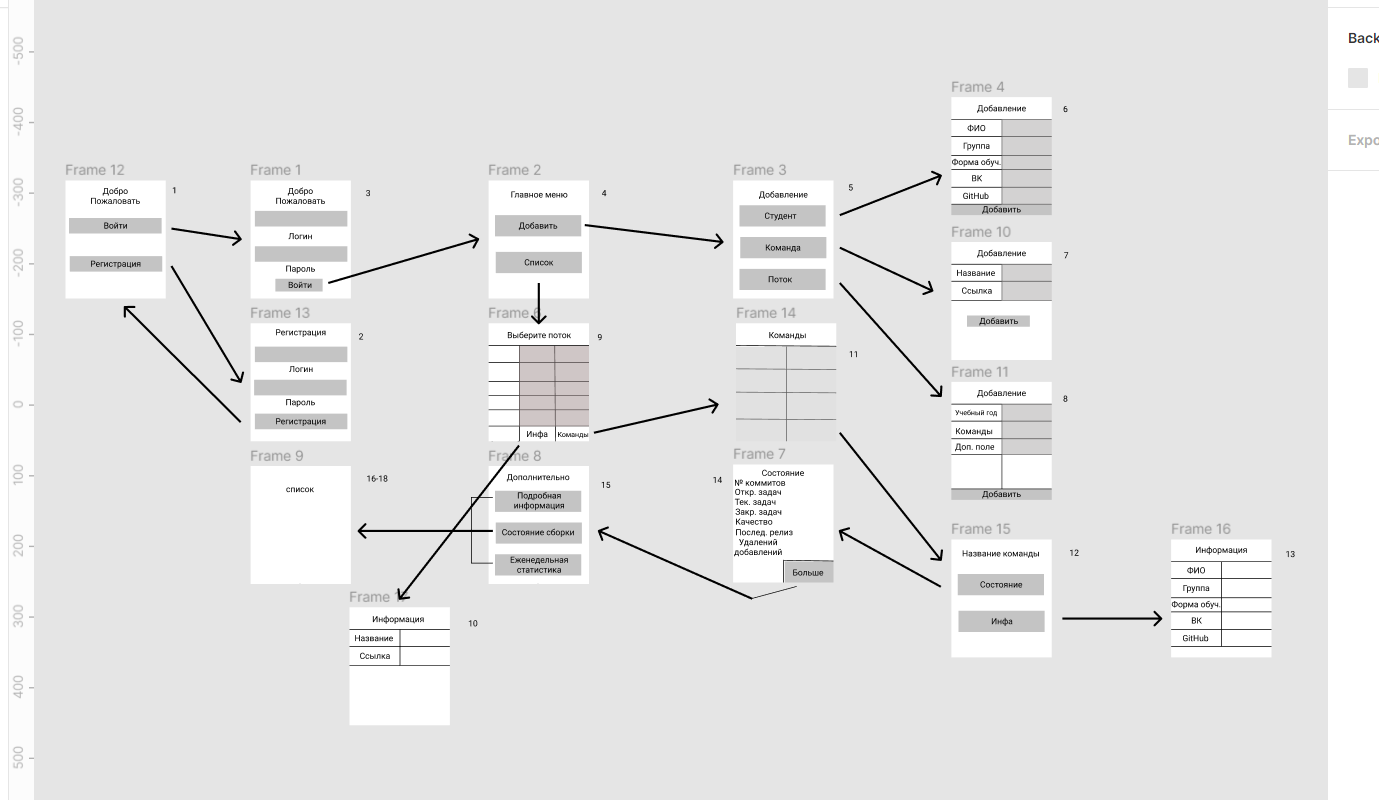 -500
-400
-300
-200
-100
0
100
200
300
400
500
Back
Expo
Frame 12
Добро
Пожаловать
Войти
Регистрация
1
Frame 1
Добро
Пожаловать
Логин
Пароль
Войти
3
Frame 2
Главное меню
Добавить
Список
4
Frame 3
Добавление
Студент
Команда
Поток
5
Frame 4
Добавление
ФИО
Группа
Форма обуч.
ВК
GitHub
Добавить
6
Frame 10
Добавление
Название
Ссылка
Добавить
7
Frame 13
Регистрация
Логин
Пароль
Регистрация
2
Frame 6
Выберите поток
Инфа
Команды
9
Frame 14
Команды
11
Frame 11
Добавление
Учебный год
Команды
Доп. поле
Добавить
8
Frame 9
список
16-18
Frame 8
Дополнительно
Подробная
информация
Состояние сборки
Еженедельная
статистика
15
Frame 7
Состояние
№ коммитов
Откр. задач
Тек. задач
Закр. задач
Качество
Послед. релиз
Удалений
добавлений
Больше
14
Frame 15
Название команды
Состояние
Инфа
12
Frame 16
Информация
ФИО
Группа
Форма обуч.
ВК
GitHub
13
Frame
Информация
Название
Ссылка
10